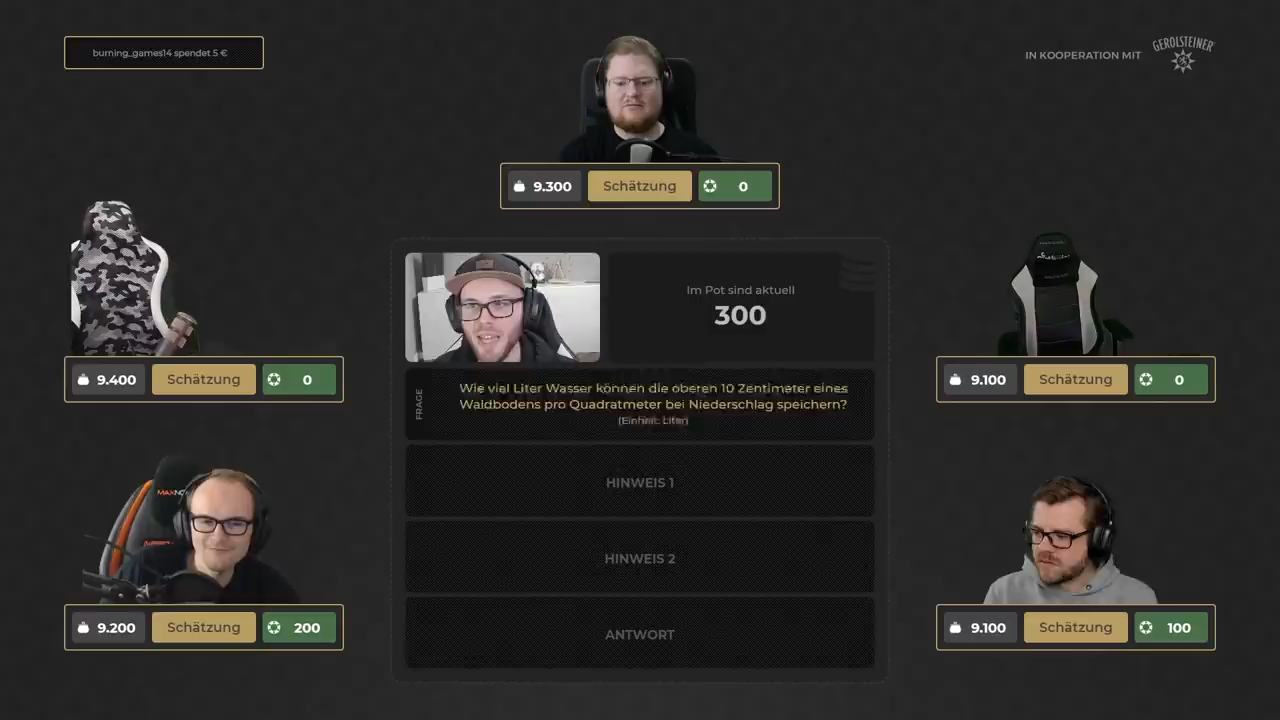 burning_games14 spendet 5 €
IN KOOPERATION MIT
GEROLSTEINER
9.300 Schätzung 0
Im Pot sind aktuell
300
9.400 Schätzung 0
9.100 Schätzung 0
FRAGE
Wie vial Liter Wasser können die oberen 10 Zentimeter eines
Waldbodens pro Quadratmeter bei Niederschlag speichern?
(Einheit: Liter)
HINWEIS 1
MAXNO
HINWEIS 2
9.200 Schätzung 200
ANTWORT
9.100 Schätzung 100